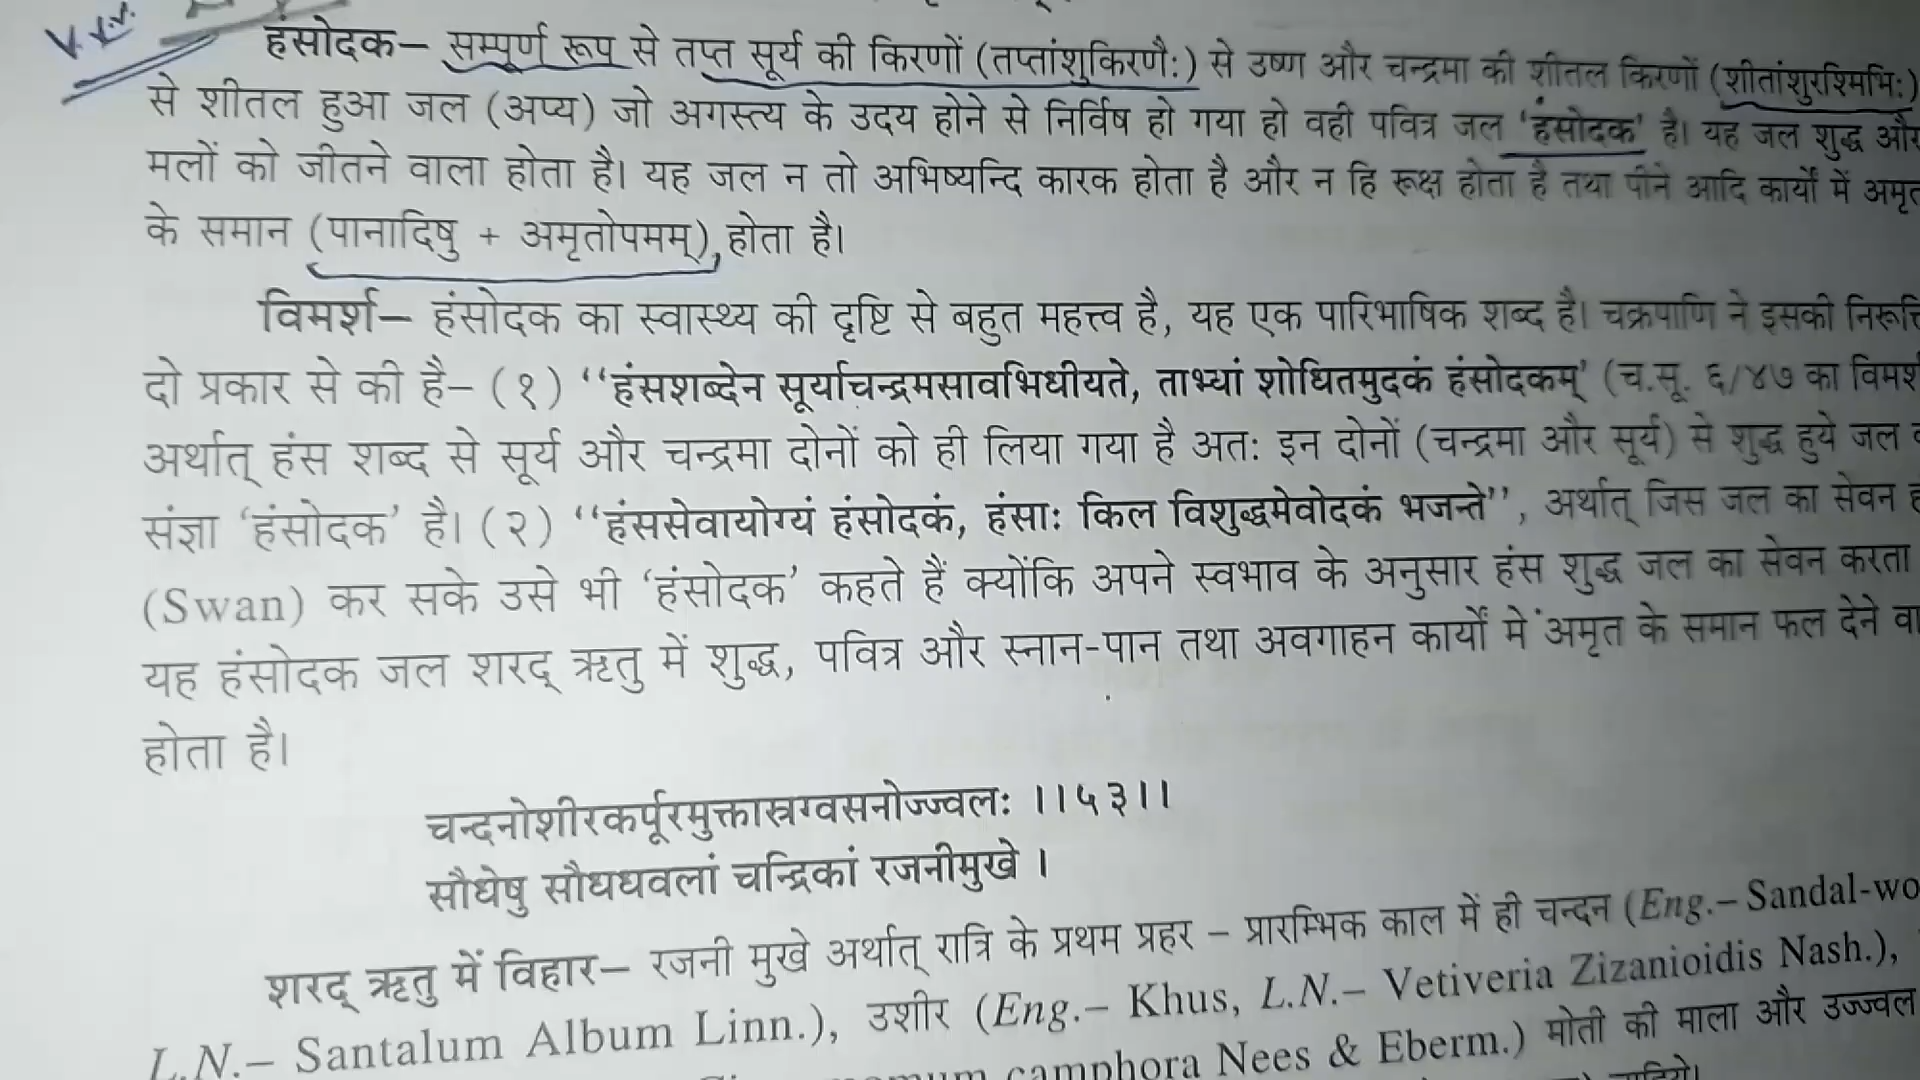 V.V.V.
हंसोदक– सम्पूर्ण रूप से तप्त सूर्य की किरणों (तप्तांशुकिरणैः) से उष्ण और चन्द्रमा की शीतल किरणों (शीतांशुरश्मिभिः)
से शीतल हुआ जल (अप्य) जो अगस्त्य के उदय होने से निर्विष हो गया हो वही पवित्र जल 'हंसोदक' है। यह जल शुद्ध और
मलों को जीतने वाला होता है। यह जल न तो अभिष्यन्दि कारक होता है और न हि रूक्ष होता है तथा पीने आदि कार्यों में अमृत
के समान (पानादिषु + अमृतोपमम्) होता है।
विमर्श– हंसोदक का स्वास्थ्य की दृष्टि से बहुत महत्त्व है, यह एक पारिभाषिक शब्द है। चक्रपाणि ने इसकी निरूक्ति
दो प्रकार से की है– (१) ‘‘हंसशब्देन सूर्याचन्द्रमसावभिधीयते, ताभ्यां शोधितमुदकं हंसोदकम्’ (च.सू. ६/४७ का विमर्श
अर्थात् हंस शब्द से सूर्य और चन्द्रमा दोनों को ही लिया गया है अतः इन दोनों (चन्द्रमा और सूर्य) से शुद्ध हुये जल
संज्ञा ‘हंसोदक’ है। (२) ‘‘हंससेवायोग्यं हंसोदकं, हंसाः किल विशुद्धमेवोदकं भजन्ते’’, अर्थात् जिस जल का सेवन
(Swan) कर सके उसे भी ‘हंसोदक’ कहते हैं क्योंकि अपने स्वभाव के अनुसार हंस शुद्ध जल का सेवन करता
यह हंसोदक जल शरद् ऋतु में शुद्ध, पवित्र और स्नान-पान तथा अवगाहन कार्यों में अमृत के समान फल देने वा
होता है।
चन्दनोशीरकर्पूरमुक्तास्रग्वसनोज्ज्वलः ।।५३।।
सौधेषु सौधधवलां चन्द्रिकां रजनीमुखे ।
शरद् ऋतु में विहार– रजनी मुखे अर्थात् रात्रि के प्रथम प्रहर – प्रारम्भिक काल में ही चन्दन (Eng.– Sandal-wo
L.N.– Santalum Album Linn.), उशीर (Eng.– Khus, L.N.– Vetiveria Zizanioidis Nash.),
camphora Nees & Eberm.) मोती की माला और उज्ज्वल